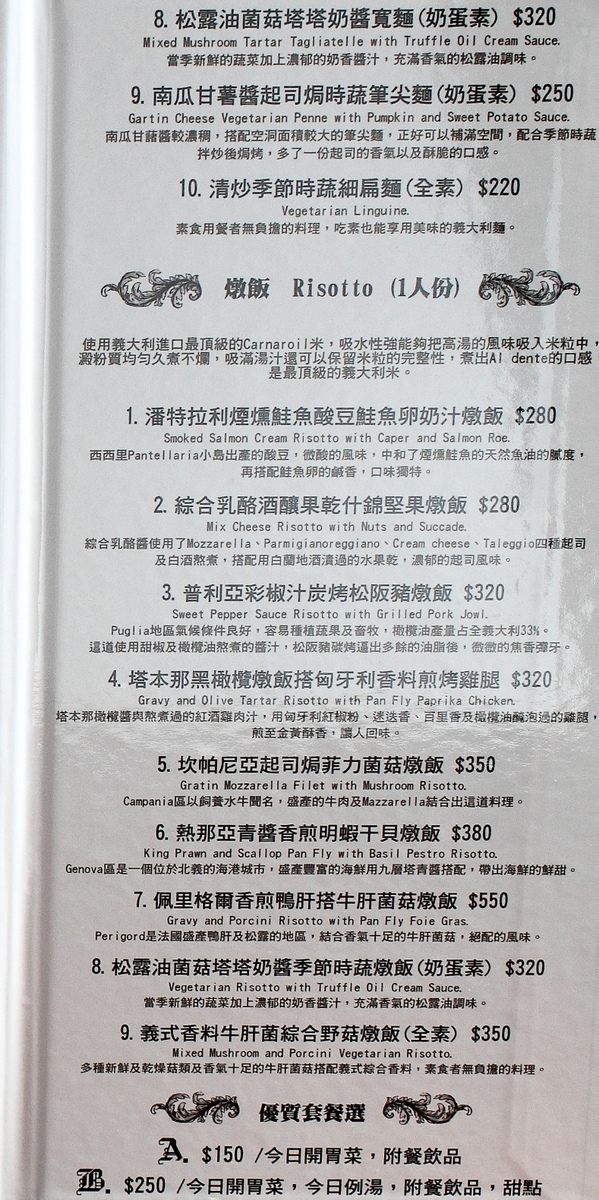 8. 松露油菌菇塔塔奶醬寬麵(奶蛋素) $320
Mixed Mushroom Tartar Tagliatelle with Truffle Oil Cream Sauce.
當季新鮮的蔬菜加上濃郁的奶香醬汁，充滿香氣的松露油調味。
9. 南瓜甘薯醬起司焗時蔬筆尖麵(奶蛋素) $250
Gartin Cheese Vegetarian Penne with Pumpkin and Sweet Potato Sauce.
南瓜甘藷醬較濃稠，搭配空洞面積較大的筆尖麵，正好可以補滿空間，配合季節時蔬
拌炒後焗烤，多了一份起司的香氣以及酥脆的口感。
10. 清炒季節時蔬細扁麵(全素) $220
Vegetarian Linguine.
素食用餐者無負擔的料理，吃素也能享用美味的義大利麵。
燉飯 Risotto (1人份)
使用義大利進口最頂級的Carnaroil米，吸水性強能夠把高湯的風味吸入米粒中，
澱粉質均勻久煮不爛，吸滿湯汁還可以保留米粒的完整性，煮出Al dente的口感
是最頂級的義大利米。
1. 潘特拉利煙燻鮭魚酸豆鮭魚卵奶汁燉飯 $280
Smoked Salmon Cream Risotto with Caper and Salmon Roe.
西西里Pantellaria小島出產的酸豆，微酸的風味，中和了煙燻鮭魚的天然魚油的膩度，
再搭配鮭魚卵的鹹香，口味獨特。
2. 綜合乳酪酒釀果乾什錦堅果燉飯 $280
Mix Cheese Risotto with Nuts and Succade.
綜合乳酪醬使用了Mozzarella、Parmigianoreggiano、Cream cheese、Taleggio四種起司
及白酒熬煮，搭配用白蘭地酒漬過的水果乾，濃郁的起司風味。
3. 普利亞彩椒汁炭烤松阪豬燉飯 $320
Sweet Pepper Sauce Risotto with Grilled Pork Jowl.
Puglia地區氣候條件良好，容易種植蔬果及畜牧，橄欖油產量占全義大利33%。
這道使用甜椒及橄欖油熬煮的醬汁，松阪豬碳烤逼出多餘的油脂後，微微的焦香彈牙。
4. 塔本那黑橄欖燉飯搭匈牙利香料煎烤雞腿 $320
Gravy and Olive Tartar Risotto with Pan Fly Paprika Chicken.
塔本那橄欖醬與熬煮過的紅酒雞肉汁，用匈牙利紅椒粉、迷迭香、百里香及橄欖油醃泡過的雞腿，
煎至金黃酥香，讓人回味。
5. 坎帕尼亞起司焗菲力菌菇燉飯 $350
Gratin Mozzarella Filet with Mushroom Risotto.
Campania區以飼養水牛聞名，盛產的牛肉及Mazzarella結合出這道料理。
6. 熱那亞青醬香煎明蝦干貝燉飯 $380
King Prawn and Scallop Pan Fly with Basil Pestro Risotto.
Genova區是一個位於北義的海港城市，盛產豐富的海鮮用九層塔青醬搭配，帶出海鮮的鮮甜。
7. 佩里格爾香煎鴨肝搭牛肝菌菇燉飯 $550
Gravy and Porcini Risotto with Pan Fly Foie Gras.
Perigord是法國盛產鴨肝及松露的地區，結合香氣十足的牛肝菌菇，絕配的風味。
8. 松露油菌菇塔塔奶醬季節時蔬燉飯(奶蛋素) $320
Vegetarian Risotto with Truffle Oil Cream Sauce.
當季新鮮的蔬菜加上濃郁的奶香醬汁，充滿香氣的松露油調味。
9. 義式香料牛肝菌綜合野菇燉飯(全素) $350
Mixed Mushroom and Porcini Vegetarian Risotto.
多種新鮮及乾燥菇類及香氣十足的牛肝菌菇搭配義式綜合香料，素食者無負擔的料理。
優質套餐選
A. $150 /今日開胃菜，附餐飲品
B. $250 /今日開胃菜，今日例湯，附餐飲品，甜點